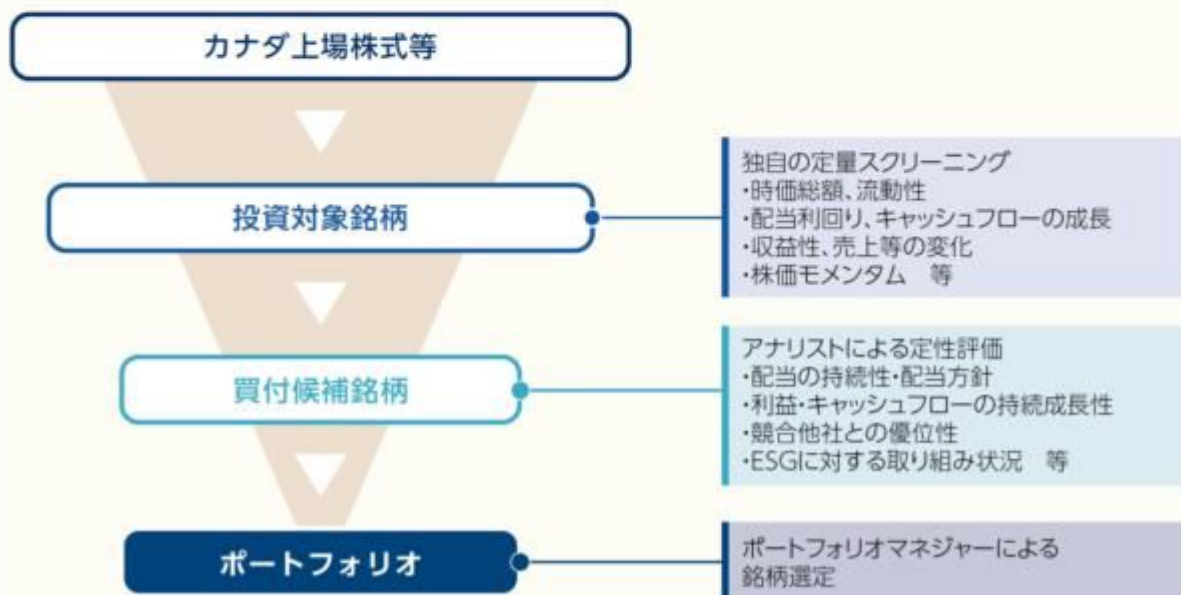 カナダ上場株式等
投資対象銘柄
独自の定量スクリーニング
・時価総額、流動性
・配当利回り、キャッシュフローの成長
・収益性、売上等の変化
・株価モメンタム　等
買付候補銘柄
アナリストによる定性評価
・配当の持続性・配当方針
・利益・キャッシュフローの持続成長性
・競合他社との優位性
・ESGに対する取り組み状況　等
ポートフォリオ
ポートフォリオマネジャーによる
銘柄選定